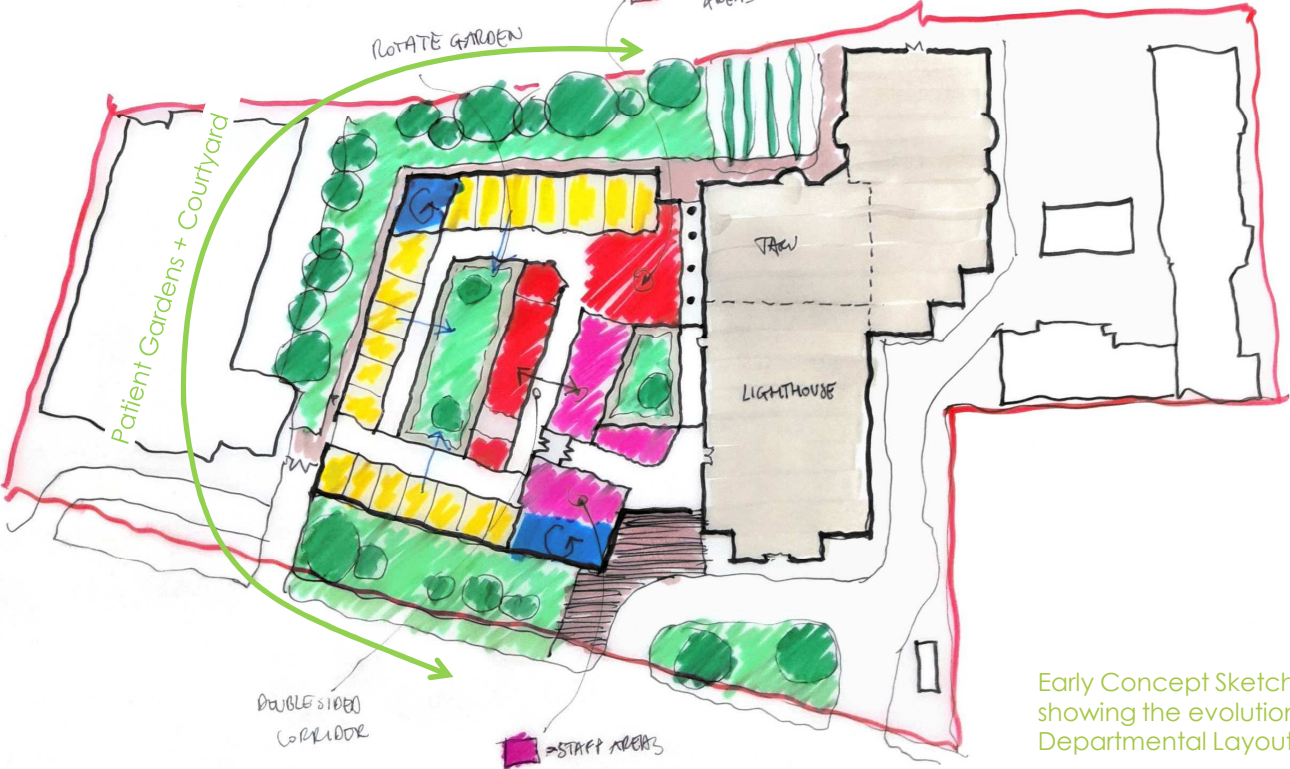 AREAS
ROTATE GARDEN
Patient Gardens + Courtyard
G
LIGHTHOUSE
G
DOUBLE SIDED
CORRIDOR
=STAFF AREAS
Early Concept Sketch
showing the evolution
Departmental Layout